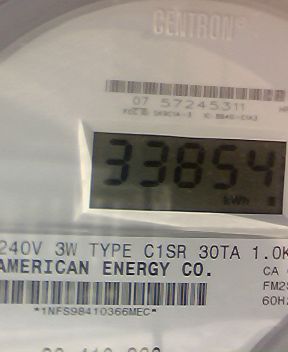 CENTRON®
07 57245311
33854
kWh
240V 3W TYPE C1SR 30TA 1.0K
AMERICAN ENERGY CO.
CA
FM2S
60H
*1NFS98410366MEC*